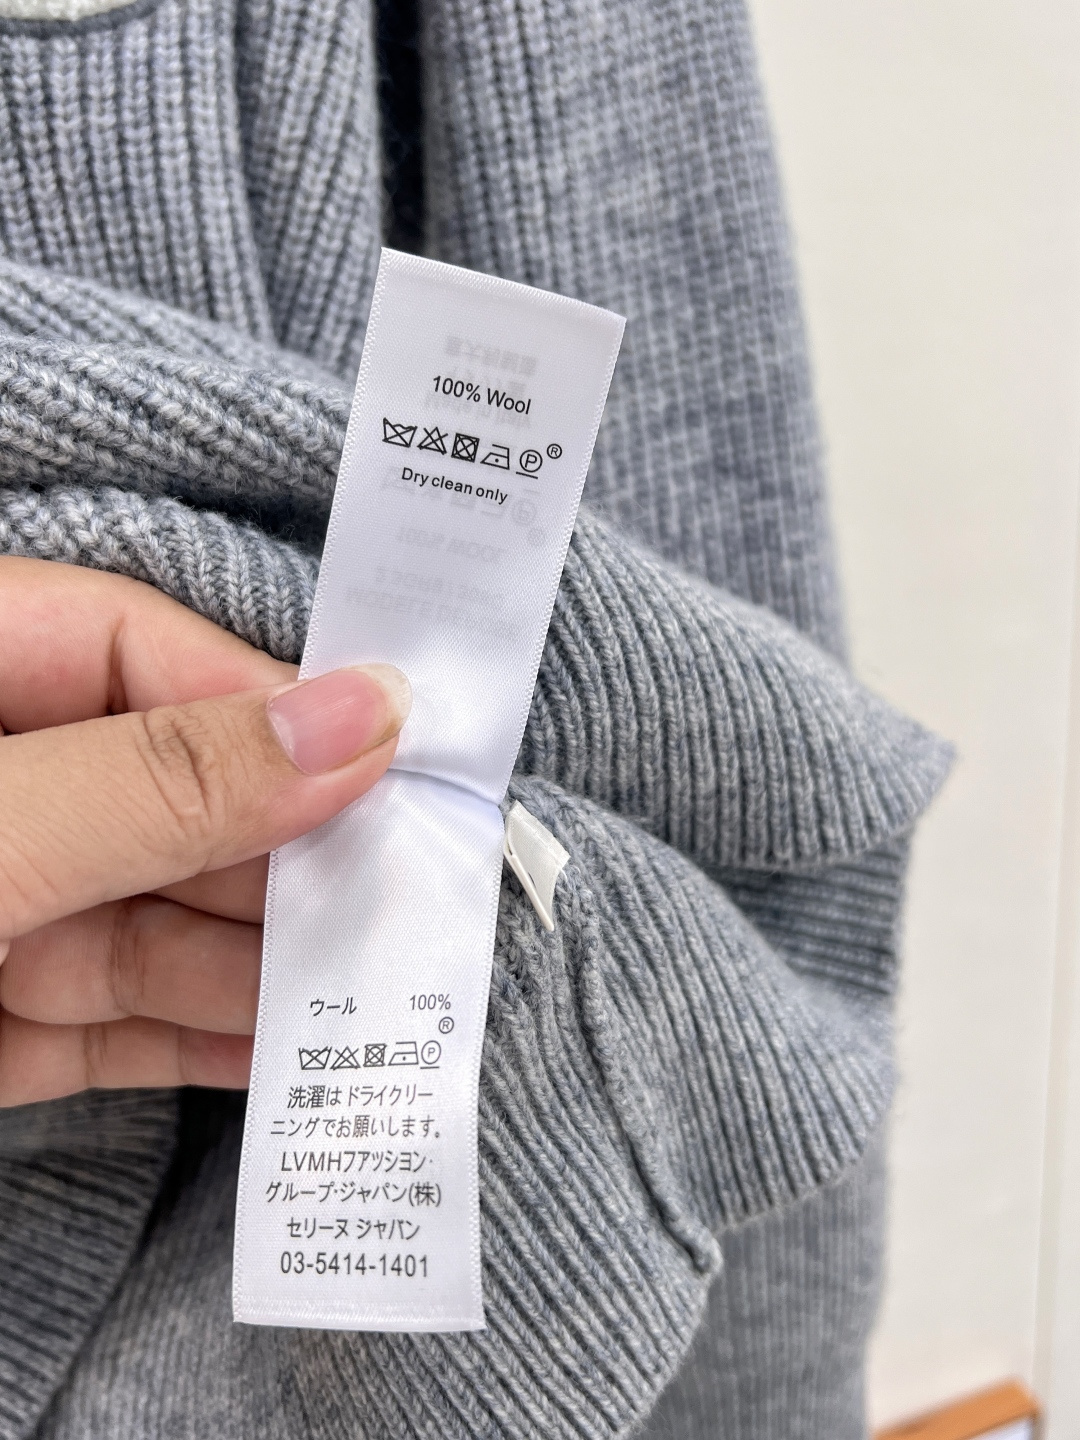 100% Wool
Ⓟ®
Dry clean only
ウール 100%
®
Ⓟ
洗濯は ドライクリー
ニングでお願いします。
LVMHファツション·
グループ·ジャパン(株)
セリーヌ ジャパン
03-5414-1401